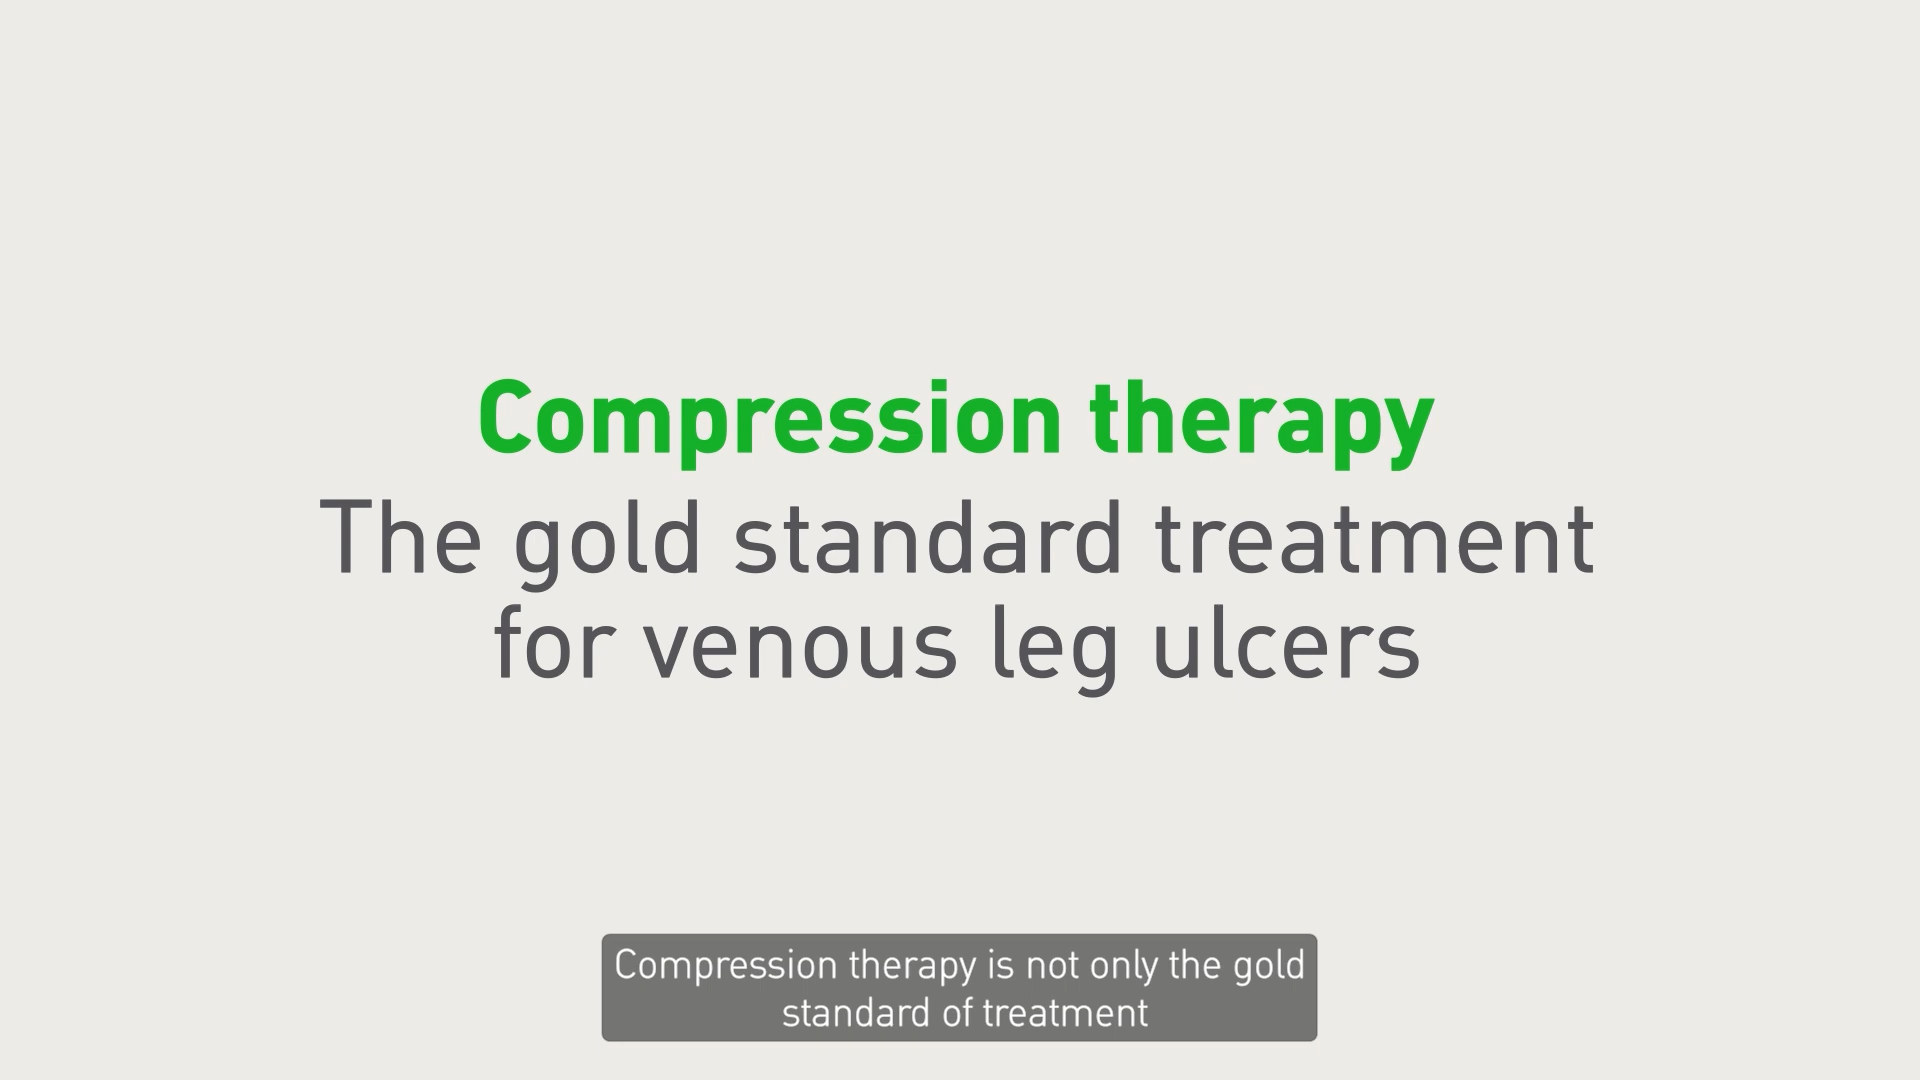 Compression therapy
The gold standard treatment
for venous leg ulcers
Compression therapy is not only the gold
standard of treatment